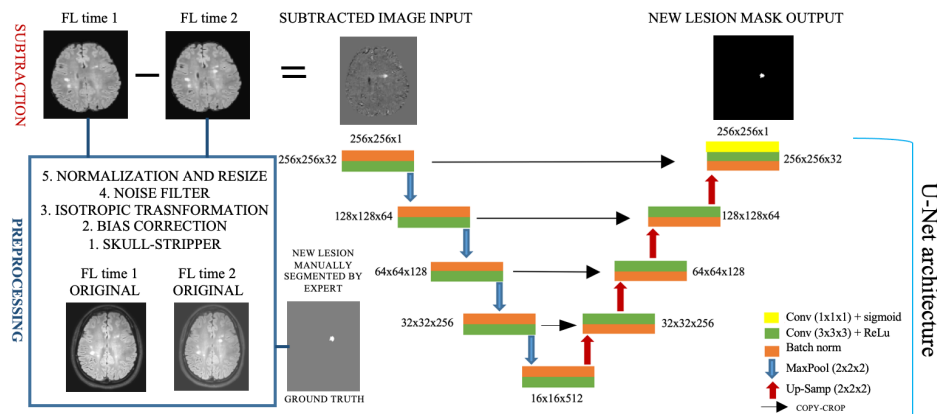 FL time 1
FL time 2
SUBTRACTED IMAGE INPUT
NEW LESION MASK OUTPUT
SUBTRACTION
256x256x1
256x256x1
256x256x32
256x256x32
5. NORMALIZATION AND RESIZE
4. NOISE FILTER
3. ISOTROPIC TRASNFORMATION
2. BIAS CORRECTION
1. SKULL-STRIPPER
PREPROCESSING
FL time 1
ORIGINAL
FL time 2
ORIGINAL
NEW LESION
MANUALLY
SEGMENTED BY
EXPERT
GROUND TRUTH
128x128x64
128x128x64
64x64x128
64x64x128
32x32x256
32x32x256
16x16x512
U-Net architecture
Conv (1x1x1) + sigmoid
Conv (3x3x3) + ReLu
Batch norm
MaxPool (2x2x2)
Up-Samp (2x2x2)
COPY-CROP